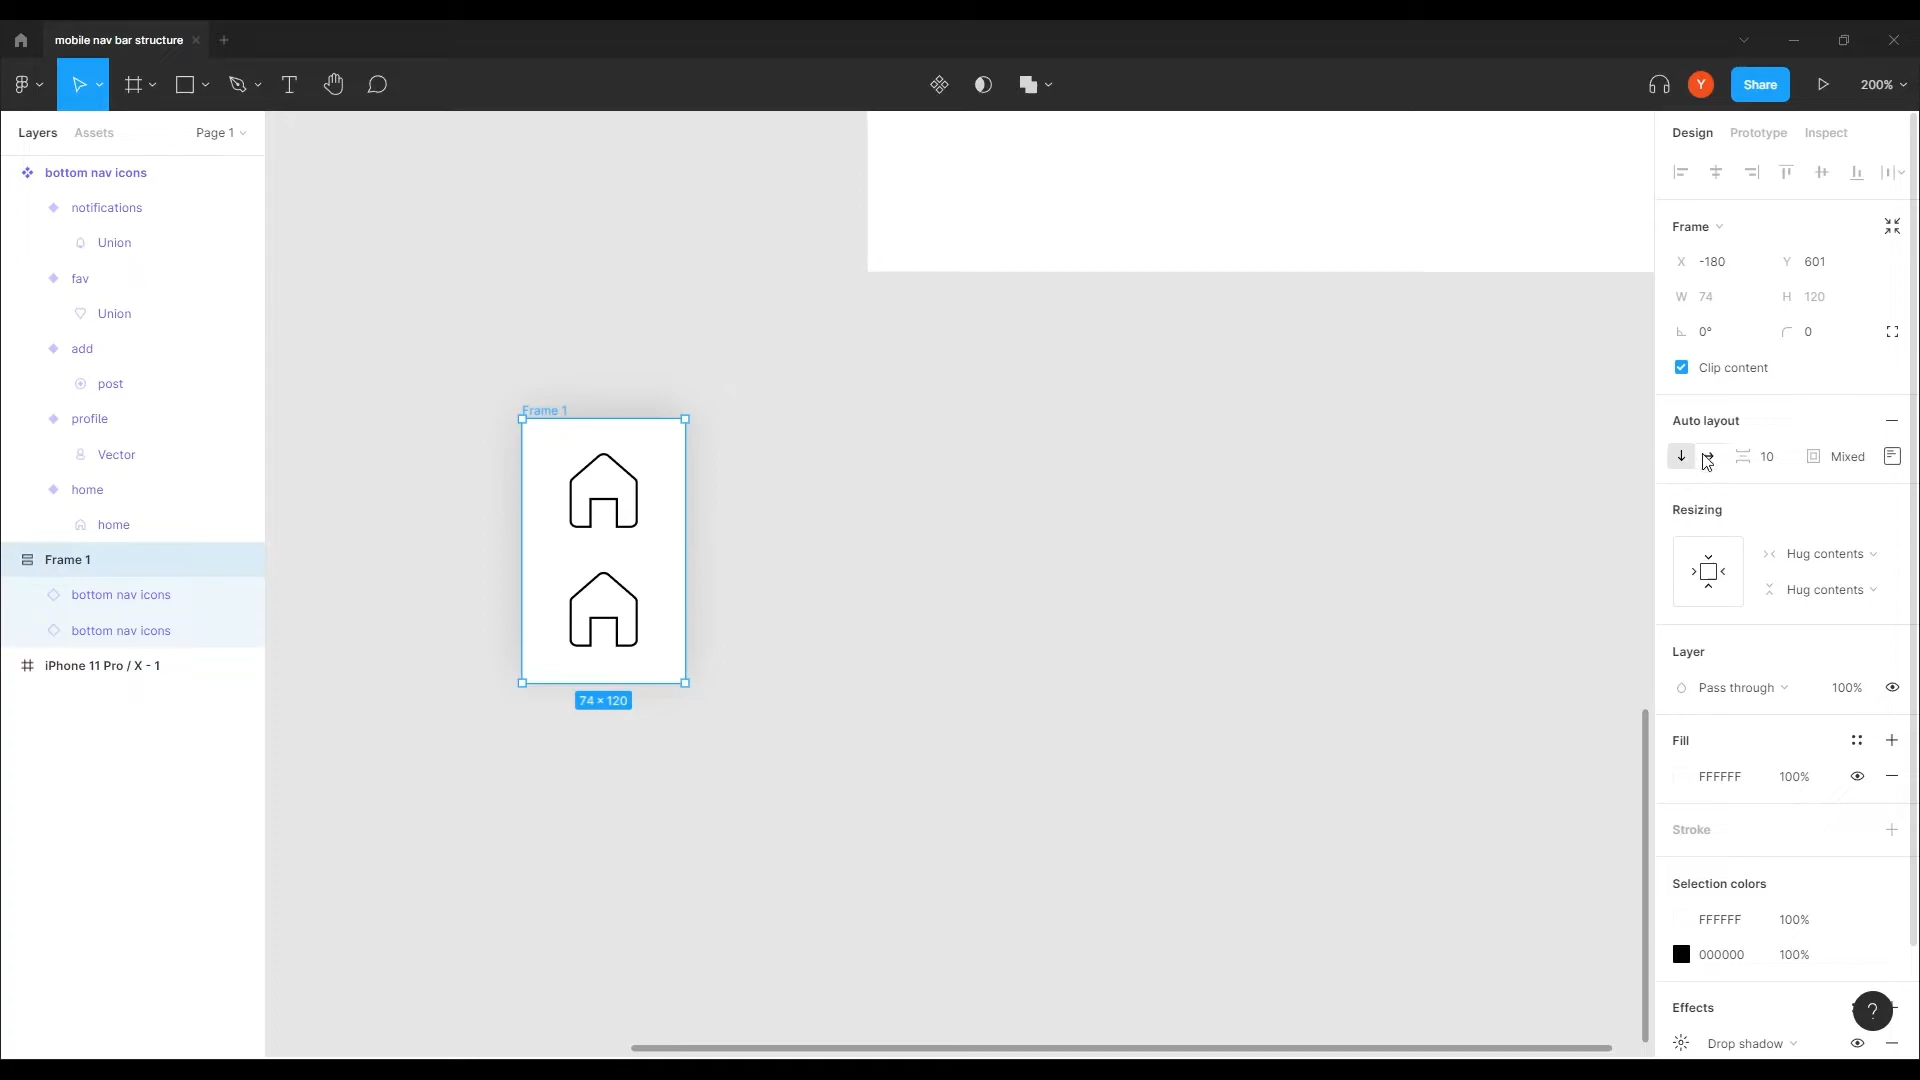 mobile nav bar structure
Y
Share
200%
Layers
Assets
Page 1
bottom nav icons
notifications
Union
fav
Union
add
post
profile
Vector
home
home
Frame 1
bottom nav icons
bottom nav icons
iPhone 11 Pro / X - 1
Frame 1
74 × 120
Design
Prototype
Inspect
Frame
X -180 Y 601
W 74 H 120
0° 0
Clip content
Auto layout
10 Mixed
Resizing
Hug contents
Hug contents
Layer
Pass through 100%
Fill
FFFFFF 100%
Stroke
Selection colors
FFFFFF 100%
000000 100%
Effects
?
Drop shadow